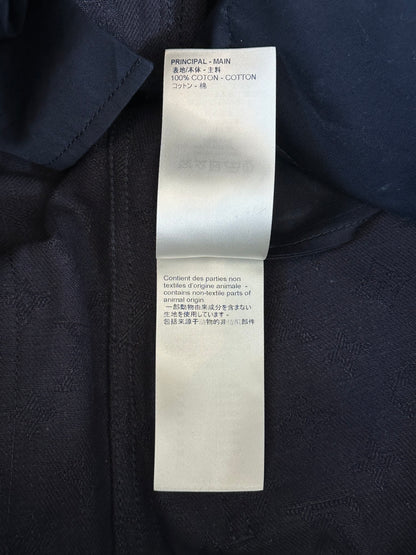 PRINCIPAL - MAIN
表地/本体 - 主料
100% COTON - COTTON
コットン - 棉
Contient des parties non
textiles d'origine animale -
contains non-textile parts of
animal origin
一部動物由来成分を含まない
生地を使用しています
包括来源于动物的非纺织部件